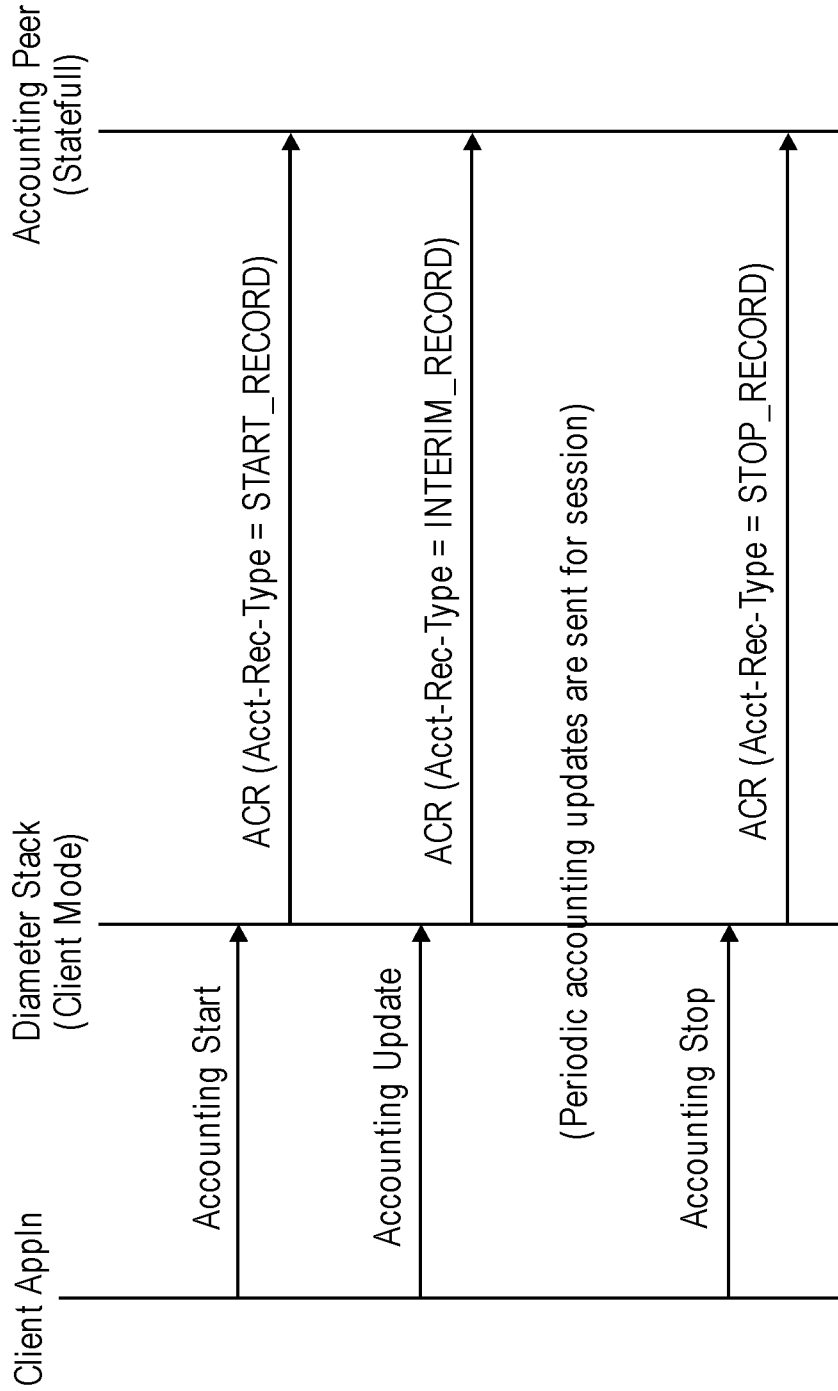 Client Appln
Diameter Stack
(Client Mode)
Accounting Peer
(Statefull)
Accounting Start
ACR (Acct-Rec-Type = START_RECORD)
Accounting Update
ACR (Acct-Rec-Type = INTERIM_RECORD)
(Periodic accounting updates are sent for session)
Accounting Stop
ACR (Acct-Rec-Type = STOP_RECORD)